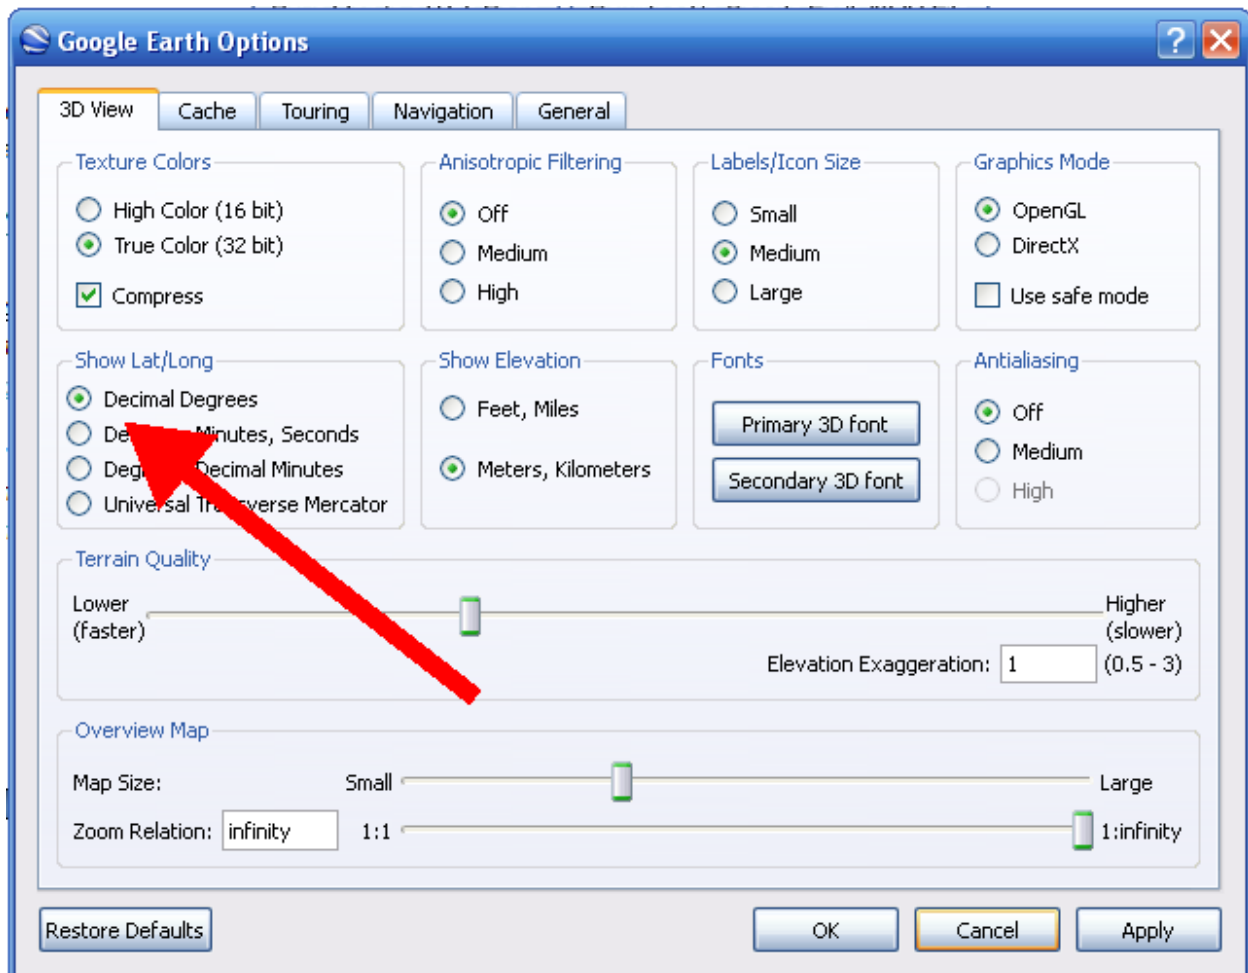 Google Earth Options
3D View Cache Touring Navigation General
Texture Colors
High Color (16 bit)
True Color (32 bit)
Compress
Anisotropic Filtering
Off
Medium
High
Labels/Icon Size
Small
Medium
Large
Graphics Mode
OpenGL
DirectX
Use safe mode
Show Lat/Long
Decimal Degrees
Minutes, Seconds
Decimal Minutes
Universal Transverse Mercator
Show Elevation
Feet, Miles
Meters, Kilometers
Fonts
Primary 3D font
Secondary 3D font
Antialiasing
Off
Medium
High
Terrain Quality
Lower
(faster)
Higher
(slower)
Elevation Exaggeration: 1 (0.5 - 3)
Overview Map
Map Size: Small Large
Zoom Relation: infinity 1:1 1:infinity
Restore Defaults OK Cancel Apply